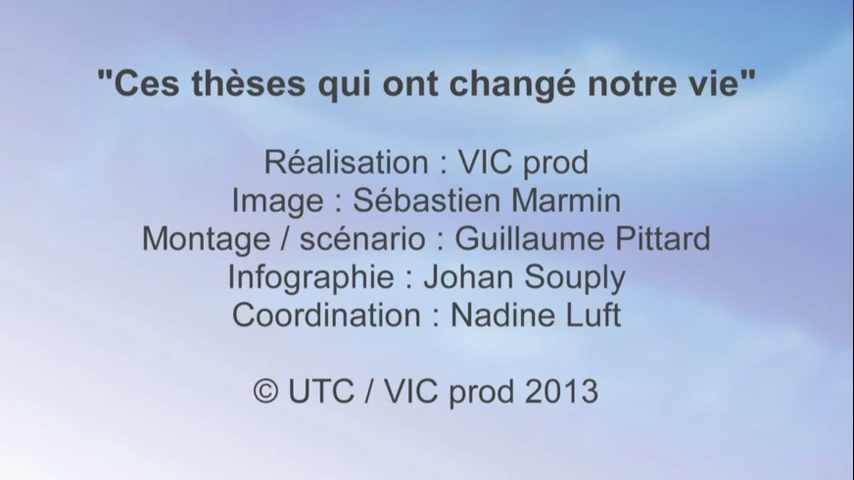 "Ces thèses qui ont changé notre vie"
Réalisation : VIC prod
Image : Sébastien Marmin
Montage / scénario : Guillaume Pittard
Infographie : Johan Souply
Coordination : Nadine Luft
© UTC / VIC prod 2013